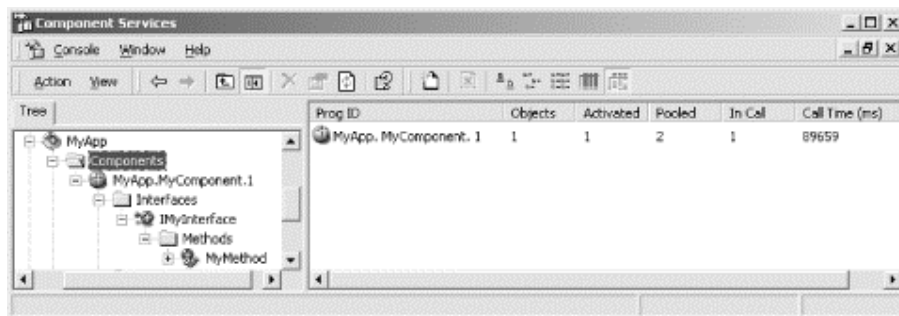 Component Services
Console Window Help
Action View
Tree
Prog ID Objects Activated Pooled In Call Call Time (ms)
MyApp. MyComponent. 1 1 1 2 1 89659
MyApp
Components
MyApp.MyComponent.1
Interfaces
IMyInterface
Methods
MyMethod